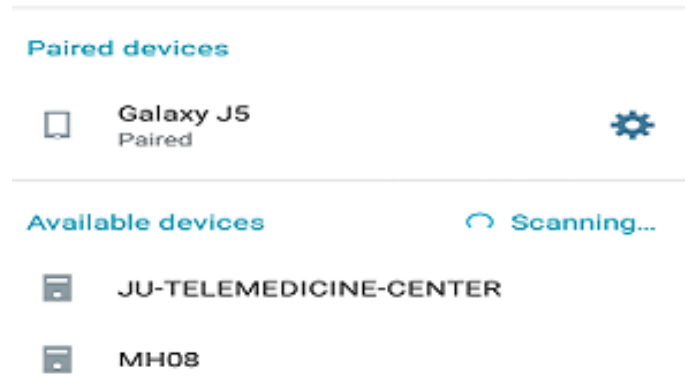 Paired devices
Galaxy J5
Paired
Available devices
Scanning...
JU-TELEMEDICINE-CENTER
MH08